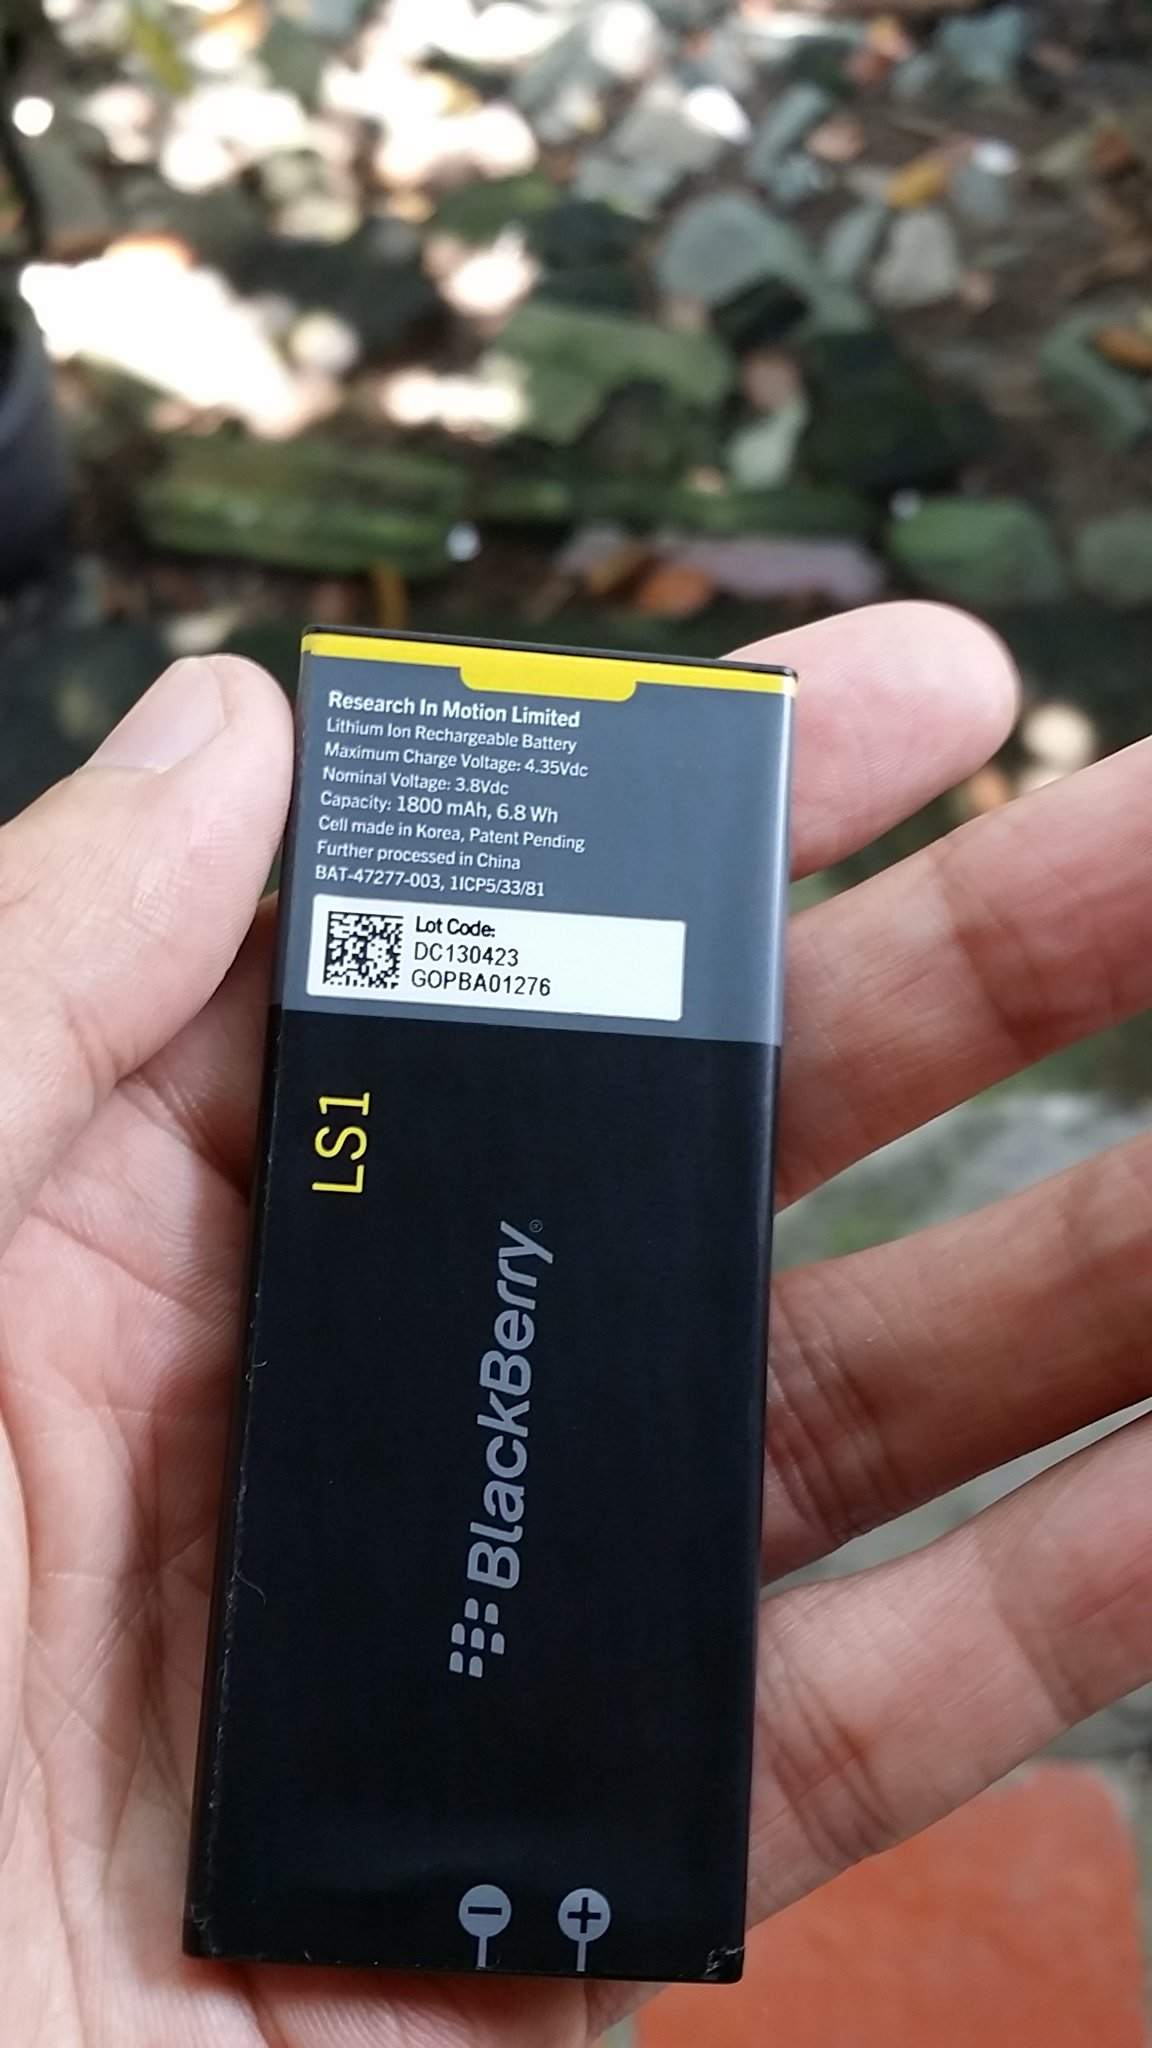 Research In Motion Limited
Lithium Ion Rechargeable Battery
Maximum Charge Voltage: 4.35Vdc
Nominal Voltage: 3.8Vdc
Capacity: 1800 mAh, 6.8 Wh
Cell made in Korea, Patent Pending
Further processed in China
BAT-47277-003, 1ICP5/33/81
Lot Code:
DC130423
GOPBA01276
LS1
BlackBerry®
- +